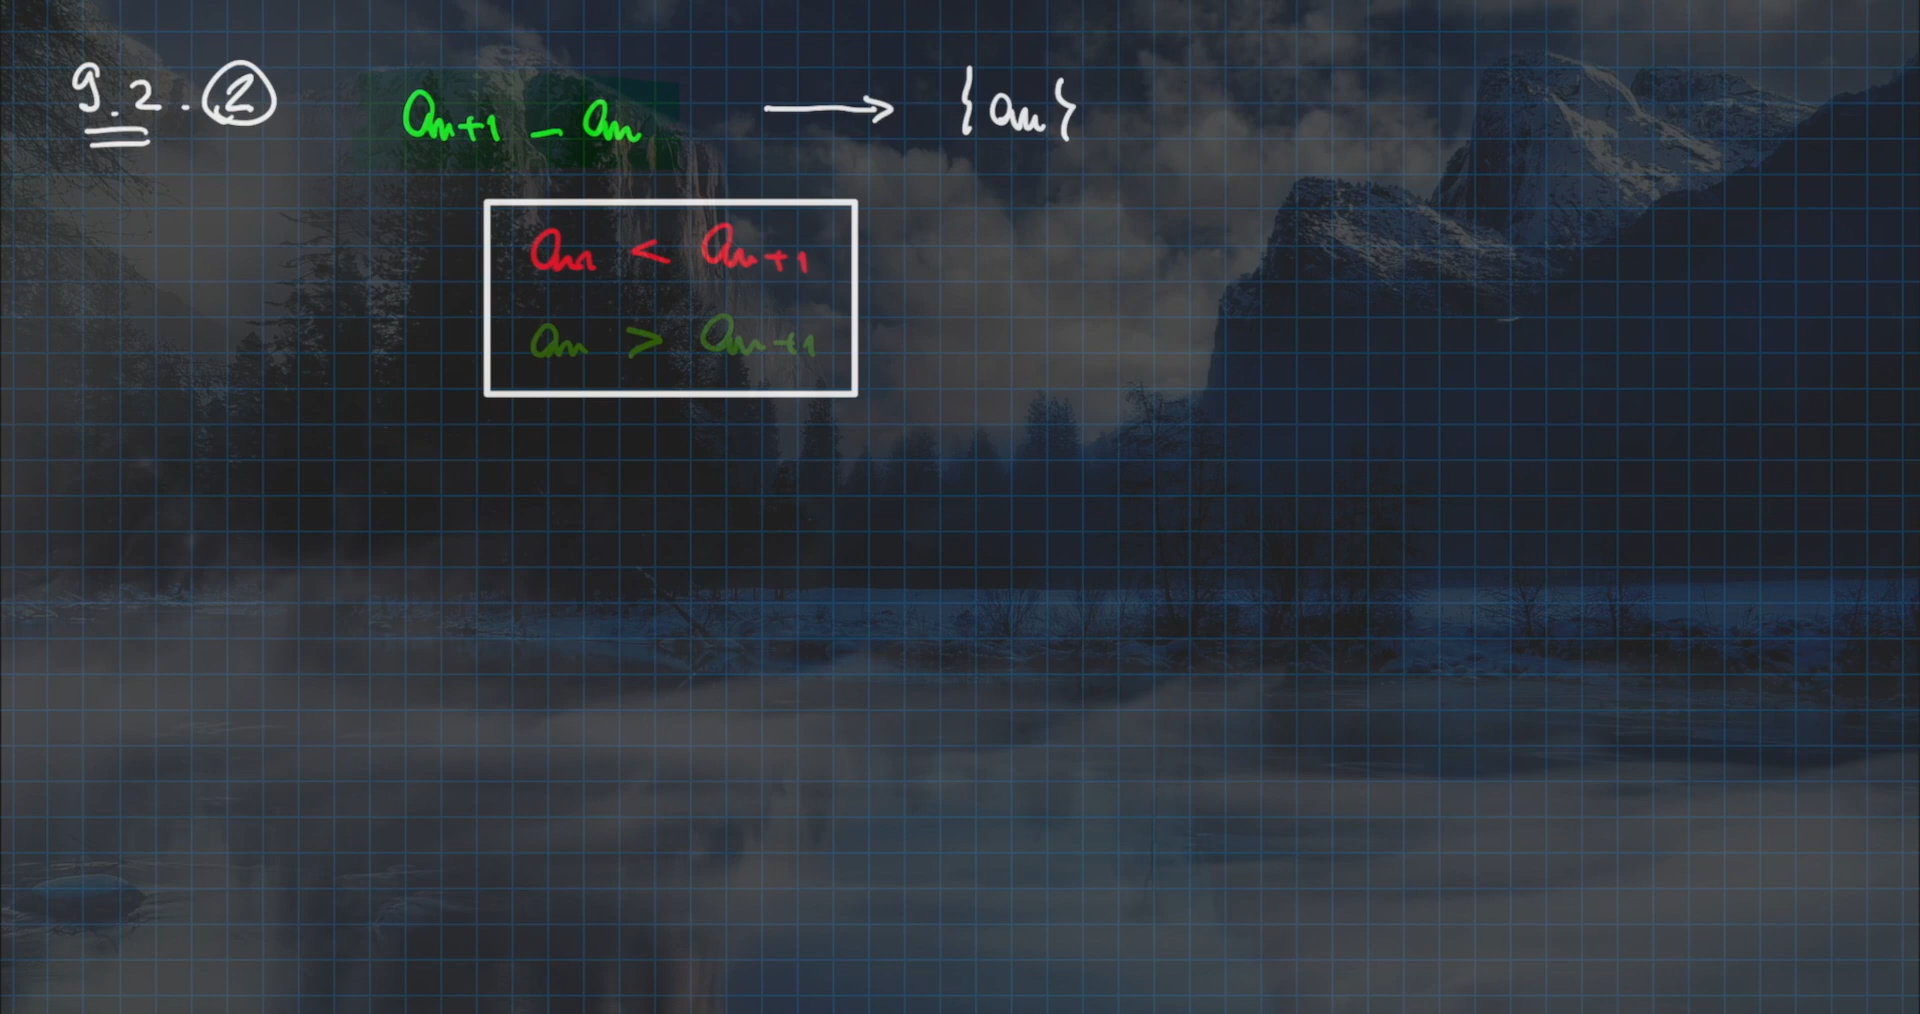 9.2.② aₙ₊₁ − aₙ ⟶ {aₙ}
aₙ < aₙ₊₁
aₙ > aₙ₊₁